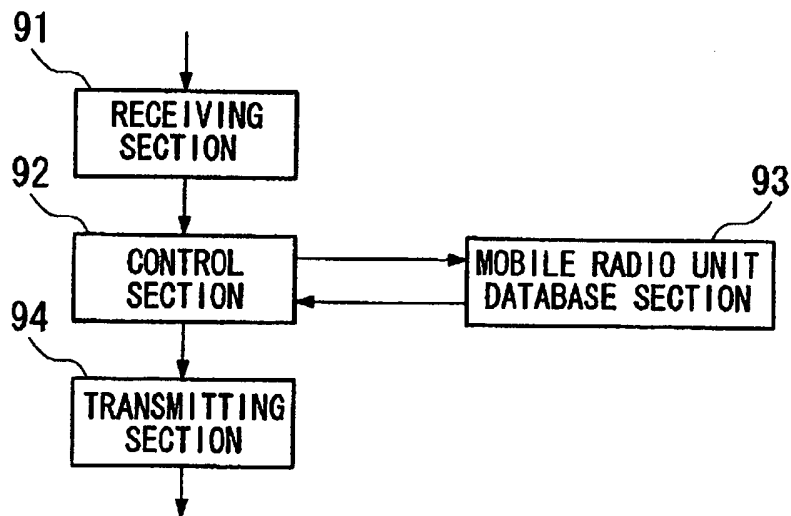 91
RECEIVING
SECTION
92
CONTROL
SECTION
93
MOBILE RADIO UNIT
DATABASE SECTION
94
TRANSMITTING
SECTION